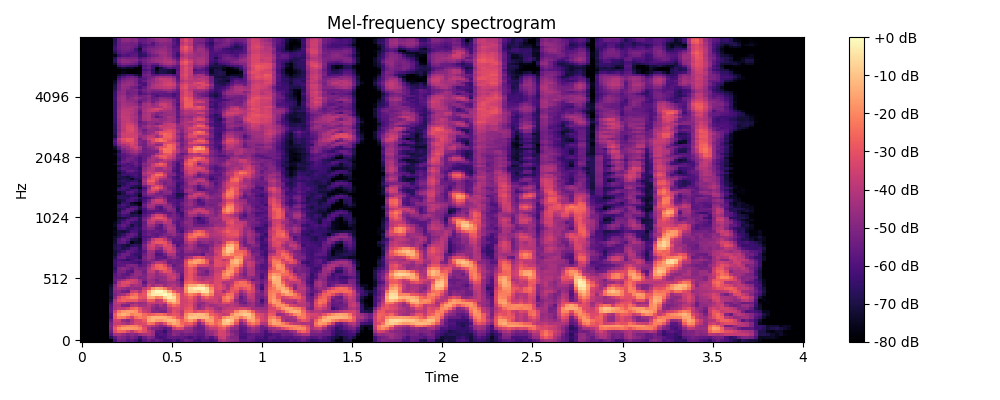 Mel-frequency spectrogram
+0 dB
4096
-10 dB
-20 dB
2048
-30 dB
Hz
-40 dB
1024
-50 dB
512
-60 dB
-70 dB
0
-80 dB
0 0.5 1 1.5 2 2.5 3 3.5 4
Time